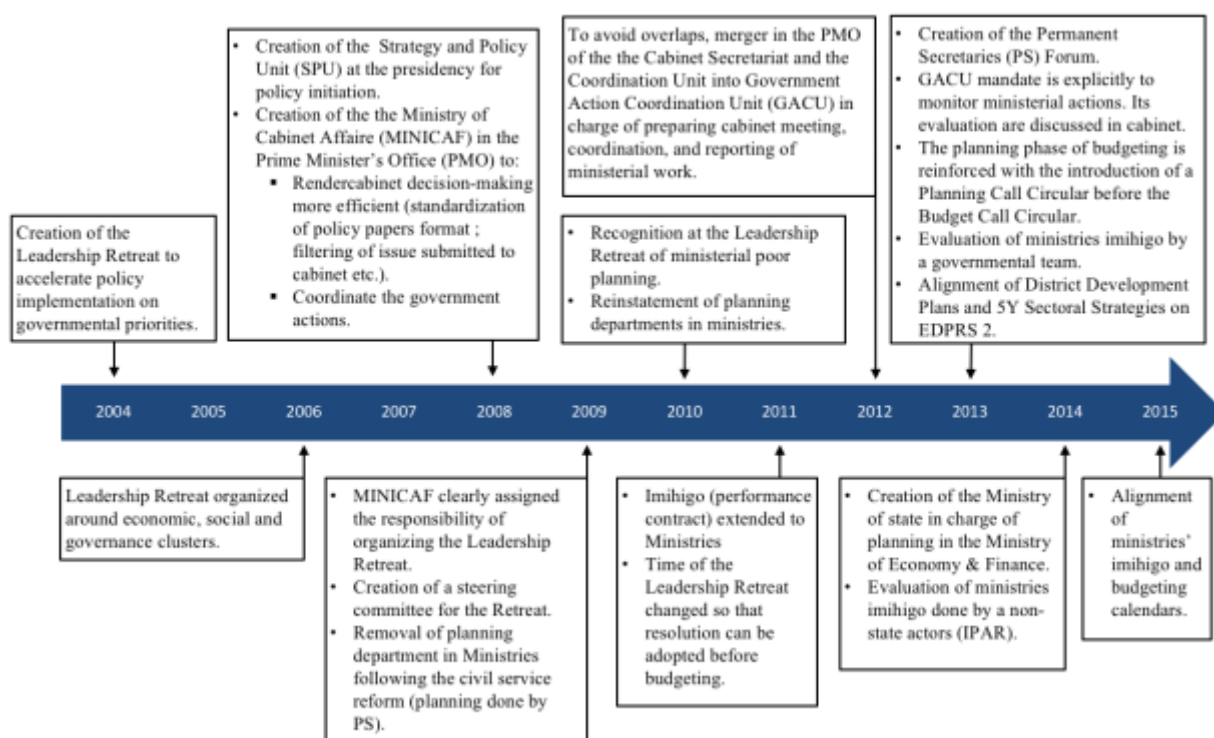 Creation of the
Leadership Retreat to
accelerate policy
implementation on
governmental priorities.
• Creation of the Strategy and Policy
Unit (SPU) at the presidency for
policy initiation.
• Creation of the the Ministry of
Cabinet Affaire (MINICAF) in the
Prime Minister's Office (PMO) to:
▪ Rendercabinet decision-making
more efficient (standardization
of policy papers format ;
filtering of issue submitted to
cabinet etc.).
▪ Coordinate the government
actions.
To avoid overlaps, merger in the PMO
of the the Cabinet Secretariat and the
Coordination Unit into Government
Action Coordination Unit (GACU) in
charge of preparing cabinet meeting,
coordination, and reporting of
ministerial work.
• Recognition at the Leadership
Retreat of ministerial poor
planning.
• Reinstatement of planning
departments in ministries.
• Creation of the Permanent
Secretaries (PS) Forum.
• GACU mandate is explicitly to
monitor ministerial actions. Its
evaluation are discussed in cabinet.
• The planning phase of budgeting is
reinforced with the introduction of a
Planning Call Circular before the
Budget Call Circular.
• Evaluation of ministries imihigo by
a governmental team.
• Alignment of District Development
Plans and 5Y Sectoral Strategies on
EDPRS 2.
2004 2005 2006 2007 2008 2009 2010 2011 2012 2013 2014 2015
Leadership Retreat organized
around economic, social and
governance clusters.
• MINICAF clearly assigned
the responsibility of
organizing the Leadership
Retreat.
• Creation of a steering
committee for the Retreat.
• Removal of planning
department in Ministries
following the civil service
reform (planning done by
PS).
• Imihigo (performance
contract) extended to
Ministries
• Time of the
Leadership Retreat
changed so that
resolution can be
adopted before
budgeting.
• Creation of the Ministry
of state in charge of
planning in the Ministry
of Economy & Finance.
• Evaluation of ministries
imihigo done by a non-
state actors (IPAR).
• Alignment
of
ministries'
imihigo and
budgeting
calendars.